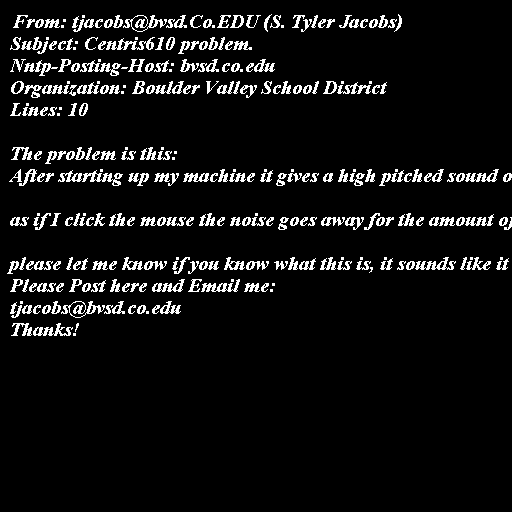 From: tjacobs@bvsd.Co.EDU (S. Tyler Jacobs)
Subject: Centris610 problem.
Nntp-Posting-Host: bvsd.co.edu
Organization: Boulder Valley School District
Lines: 10
The problem is this:
After starting up my machine it gives a high pitched sound o
as if I click the mouse the noise goes away for the amount of
please let me know if you know what this is, it sounds like it
Please Post here and Email me:
tjacobs@bvsd.co.edu
Thanks!